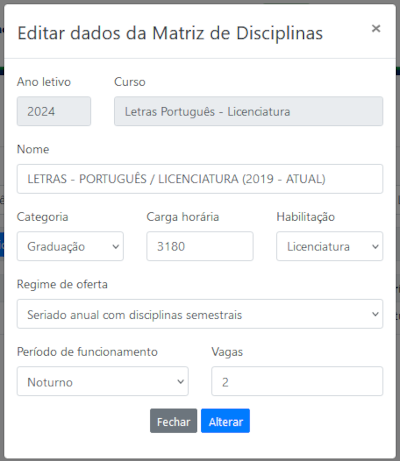 Editar dados da Matriz de Disciplinas ×
Ano letivo Curso
2024 Letras Português - Licenciatura
Nome
LETRAS - PORTUGUÊS / LICENCIATURA (2019 - ATUAL)
Categoria Carga horária Habilitação
Graduação 3180 Licenciatura
Regime de oferta
Seriado anual com disciplinas semestrais
Período de funcionamento Vagas
Noturno 2
Fechar Alterar